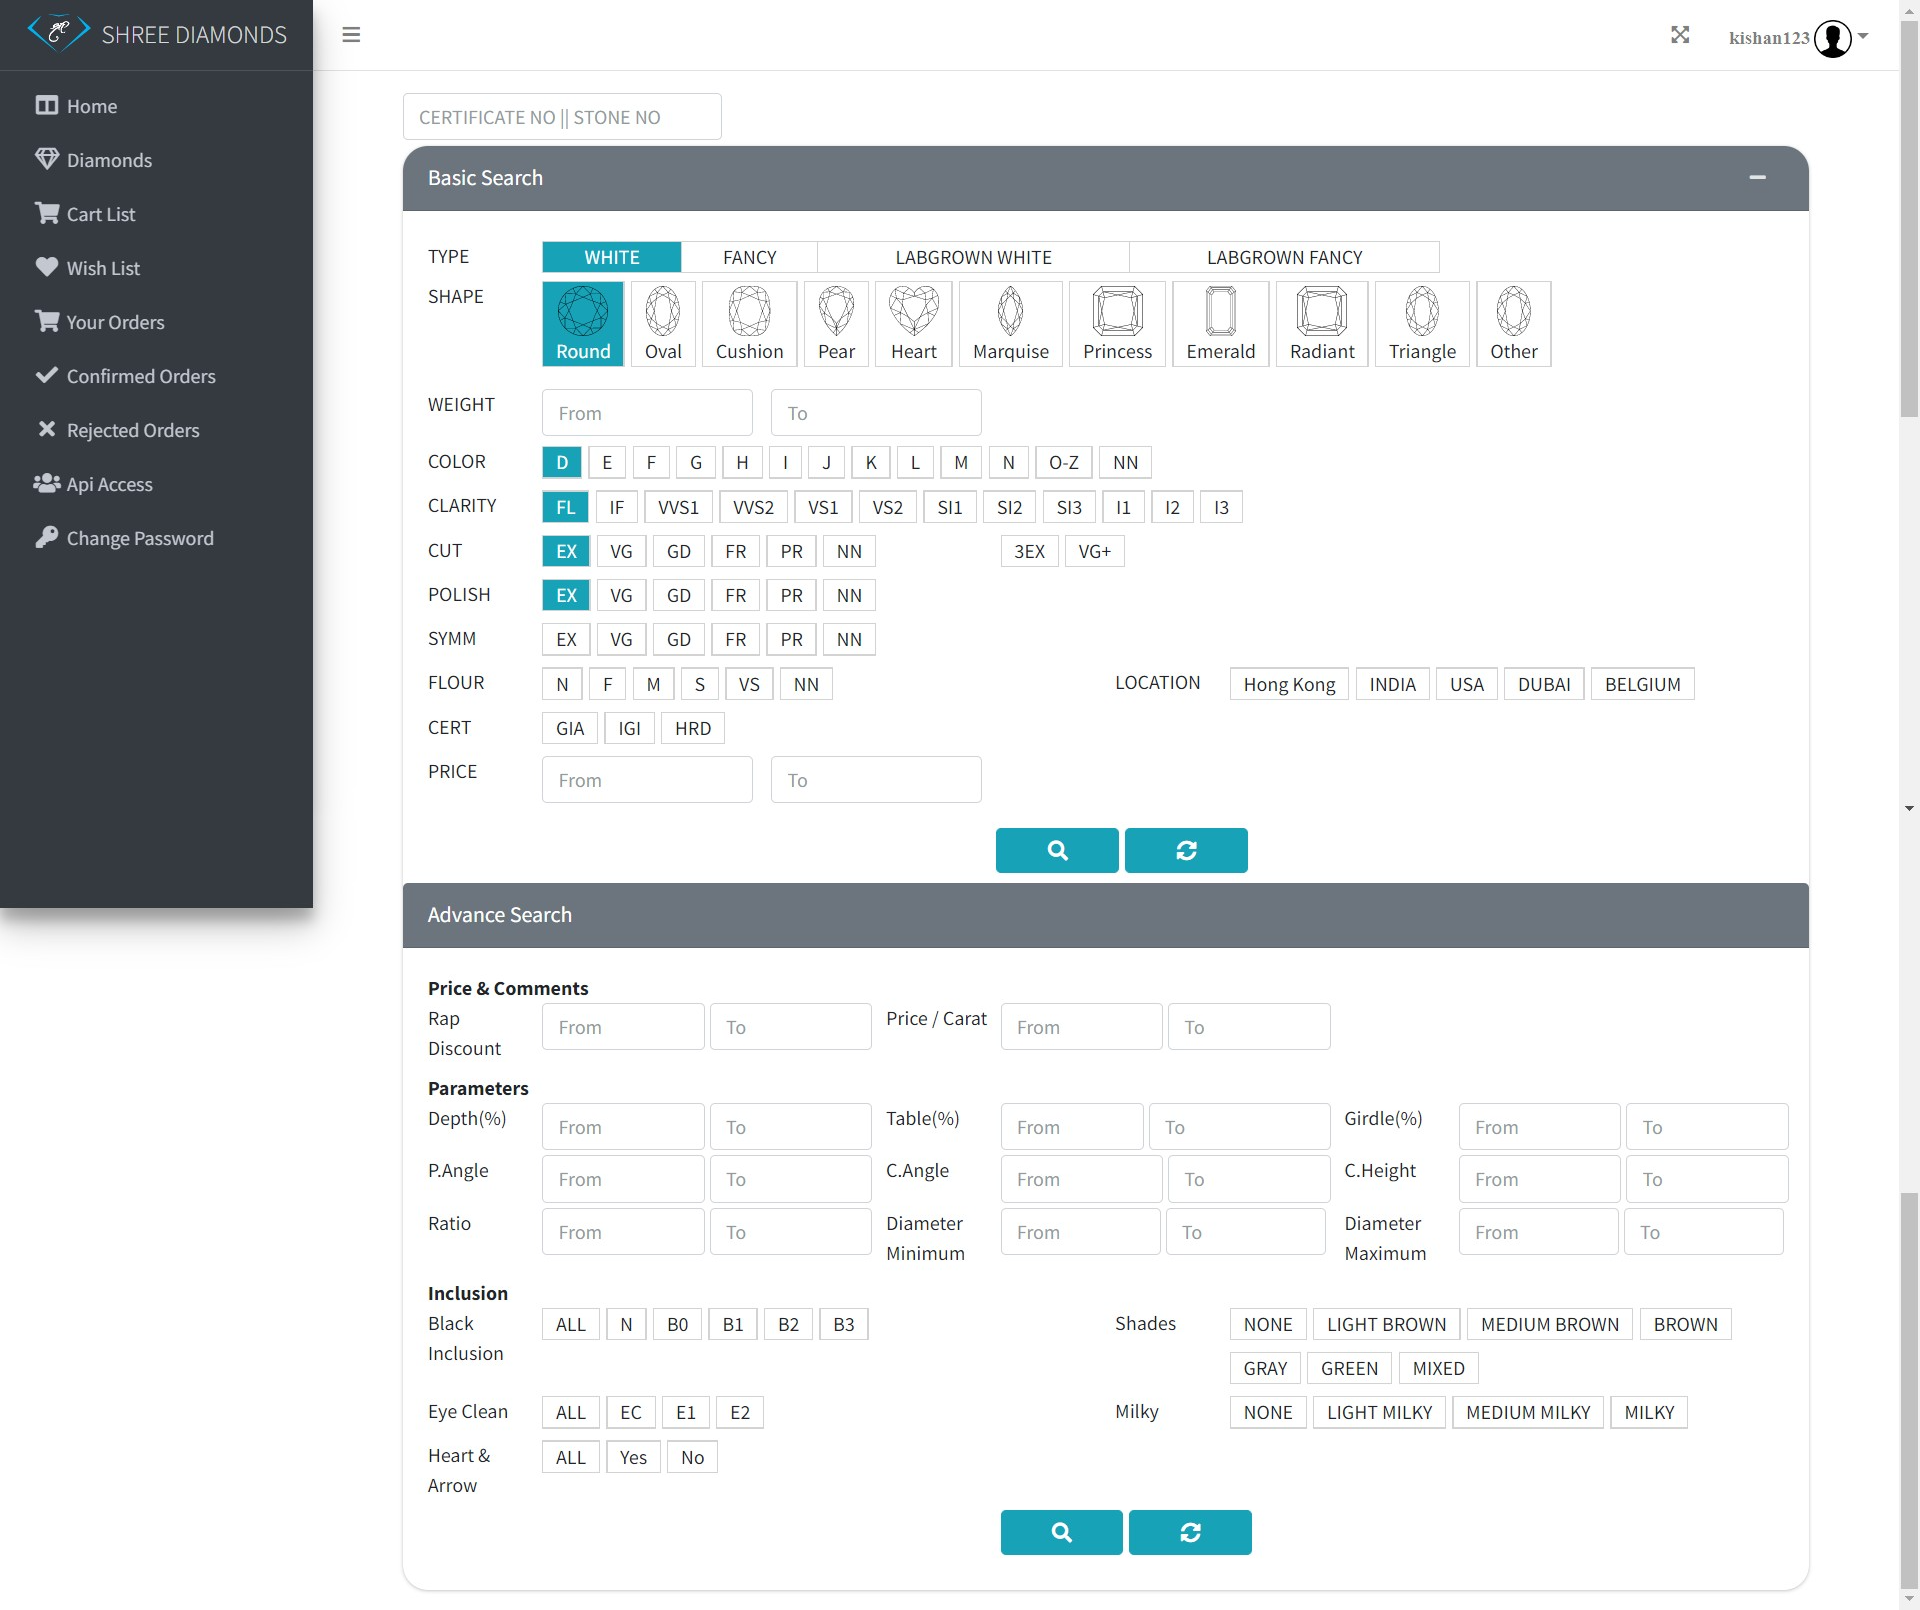 SHREE DIAMONDS
kishan123
Home
Diamonds
Cart List
Wish List
Your Orders
Confirmed Orders
Rejected Orders
Api Access
Change Password
CERTIFICATE NO || STONE NO
Basic Search
TYPE WHITE FANCY LABGROWN WHITE LABGROWN FANCY
SHAPE Round Oval Cushion Pear Heart Marquise Princess Emerald Radiant Triangle Other
WEIGHT From To
COLOR D E F G H I J K L M N O-Z NN
CLARITY FL IF VVS1 VVS2 VS1 VS2 SI1 SI2 SI3 I1 I2 I3
CUT EX VG GD FR PR NN 3EX VG+
POLISH EX VG GD FR PR NN
SYMM EX VG GD FR PR NN
FLOUR N F M S VS NN LOCATION Hong Kong INDIA USA DUBAI BELGIUM
CERT GIA IGI HRD
PRICE From To
Advance Search
Price & Comments
Rap Discount From To Price / Carat From To
Parameters
Depth(%) From To Table(%) From To Girdle(%) From To
P.Angle From To C.Angle From To C.Height From To
Ratio From To Diameter Minimum From To Diameter Maximum From To
Inclusion
Black Inclusion ALL N B0 B1 B2 B3 Shades NONE LIGHT BROWN MEDIUM BROWN BROWN
GRAY GREEN MIXED
Eye Clean ALL EC E1 E2 Milky NONE LIGHT MILKY MEDIUM MILKY MILKY
Heart & Arrow ALL Yes No